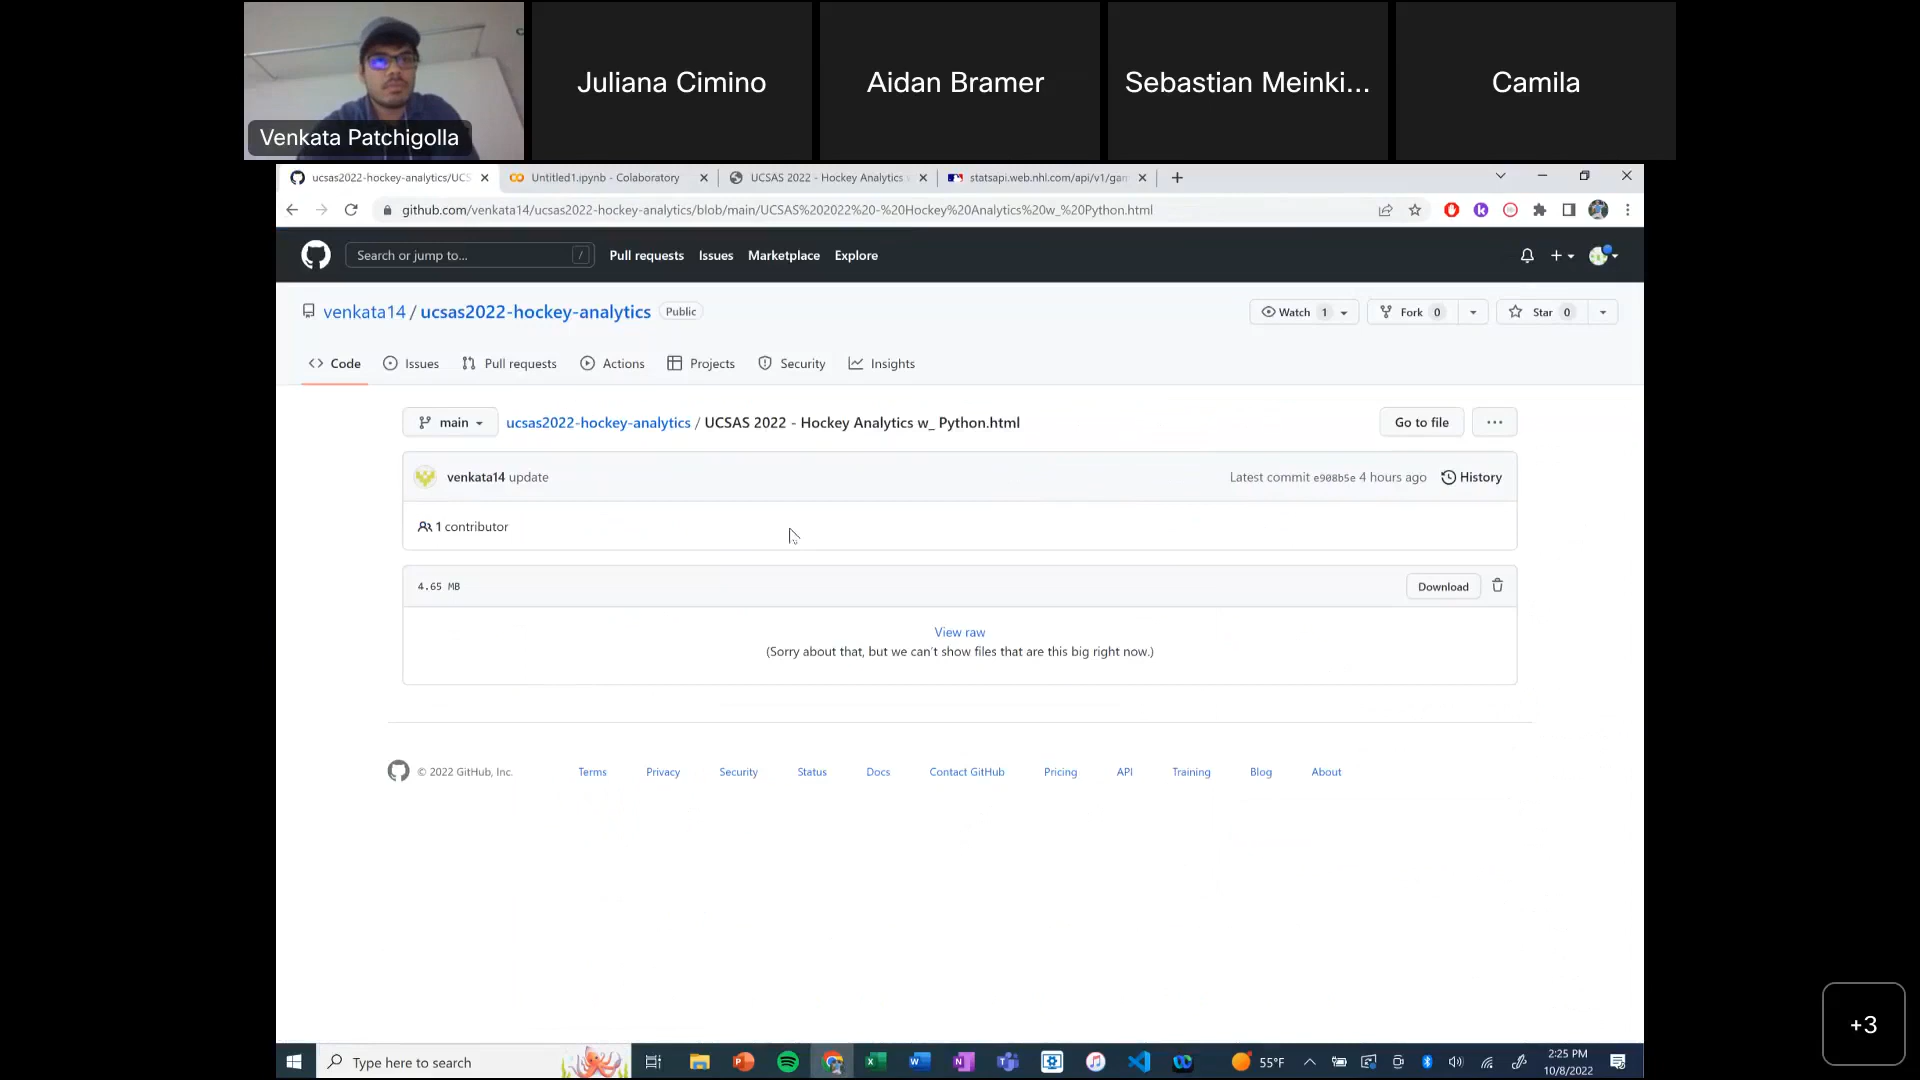 Venkata Patchigolla
Juliana Cimino
Aidan Bramer
Sebastian Meinki...
Camila
ucsas2022-hockey-analytics/UCS
Untitled1.ipynb - Colaboratory
UCSAS 2022 - Hockey Analytics
statsapi.web.nhl.com/api/v1/gam
github.com/venkata14/ucsas2022-hockey-analytics/blob/main/UCSAS%202022%20-%20Hockey%20Analytics%20w_%20Python.html
Search or jump to...
/
Pull requests
Issues
Marketplace
Explore
venkata14 / ucsas2022-hockey-analytics
Public
Watch 1
Fork 0
Star 0
Code
Issues
Pull requests
Actions
Projects
Security
Insights
main
ucsas2022-hockey-analytics / UCSAS 2022 - Hockey Analytics w_ Python.html
Go to file
venkata14 update
Latest commit e908b5e 4 hours ago
History
1 contributor
4.65 MB
Download
View raw
(Sorry about that, but we can't show files that are this big right now.)
© 2022 GitHub, Inc.
Terms
Privacy
Security
Status
Docs
Contact GitHub
Pricing
API
Training
Blog
About
Type here to search
55°F
2:25 PM
10/8/2022
+3